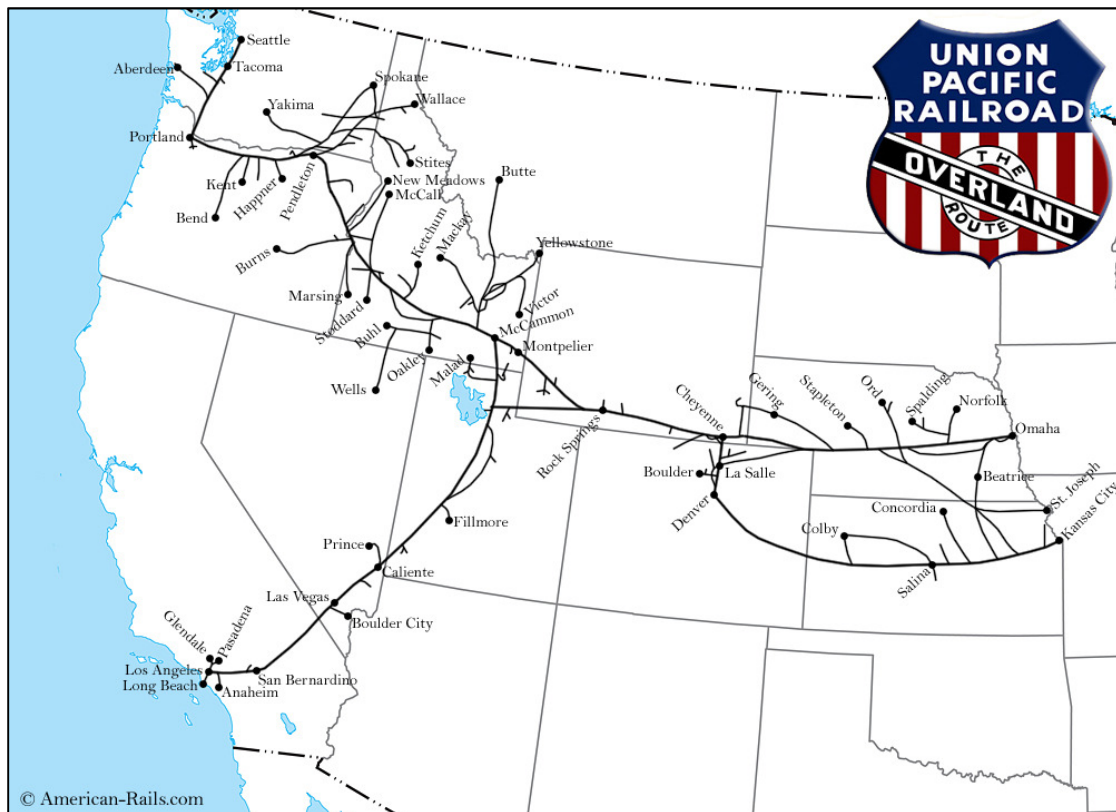 UNION
PACIFIC
RAILROAD
THE
OVERLAND
ROUTE
Seattle
Aberdeen
Tacoma
Spokane
Wallace
Yakima
Portland
Stites
Kent
Happner
Pendleton
New Meadows
McCall
Butte
Bend
Burns
Ketchum
Mackay
Yellowstone
Marsing
Stoddard
Buhl
Victor
McCammon
Montpelier
Oakley
Malad
Wells
Rock Springs
Cheyenne
Gering
Stapleton
Ord
Spalding
Norfolk
Omaha
Boulder
La Salle
Beatrice
St. Joseph
Denver
Concordia
Colby
Kansas City
Salina
Fillmore
Prince
Caliente
Las Vegas
Boulder City
Glendale
Pasadena
Los Angeles
San Bernardino
Long Beach
Anaheim
© American-Rails.com